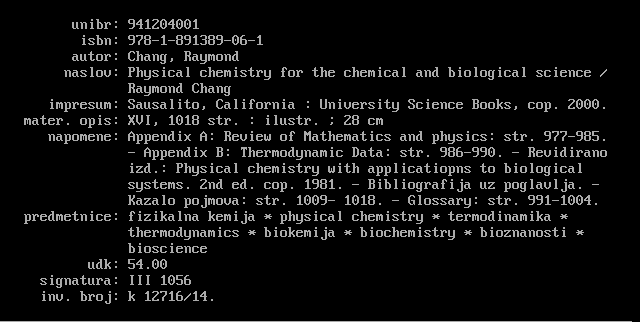 unibr: 941204001
isbn: 978-1-891389-06-1
autor: Chang, Raymond
naslov: Physical chemistry for the chemical and biological science /
Raymond Chang
impresum: Sausalito, California : University Science Books, cop. 2000.
mater. opis: XVI, 1018 str. : ilustr. ; 28 cm
napomene: Appendix A: Review of Mathematics and physics: str. 977-985.
- Appendix B: Thermodynamic Data: str. 986-990. - Revidirano
izd.: Physical chemistry with applicatiopns to biological
systems. 2nd ed. cop. 1981. - Bibliografija uz poglavlja. -
Kazalo pojmova: str. 1009- 1018. - Glossary: str. 991-1004.
predmetnice: fizikalna kemija * physical chemistry * termodinamika *
thermodynamics * biokemija * biochemistry * bioznanosti *
bioscience
udk: 54.00
signatura: III 1056
inv. broj: k 12716/14.